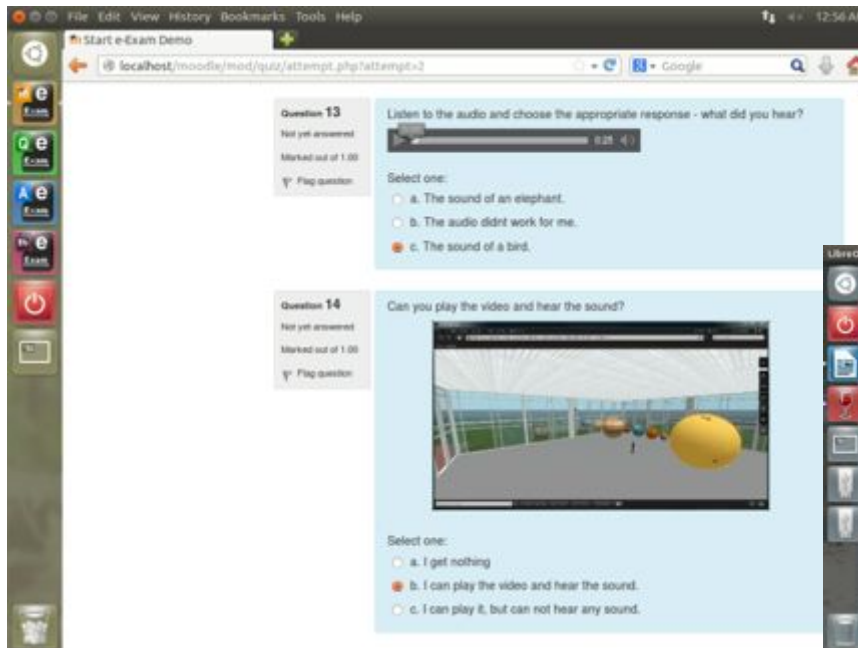 File Edit View History Bookmarks Tools Help
12:56 A
Start e-Exam Demo
localhost/moodle/mod/quiz/attempt.php?attempt=2
Google
Question 13
Not yet answered
Marked out of 1.00
Flag question
Listen to the audio and choose the appropriate response - what did you hear?
0:25
Select one:
a. The sound of an elephant.
b. The audio didnt work for me.
c. The sound of a bird.
Question 14
Not yet answered
Marked out of 1.00
Flag question
Can you play the video and hear the sound?
Select one:
a. I get nothing
b. I can play the video and hear the sound.
c. I can play it, but can not hear any sound.
e
Exam
Q e
Exam
A e
Exam
e
Exam
LibreO